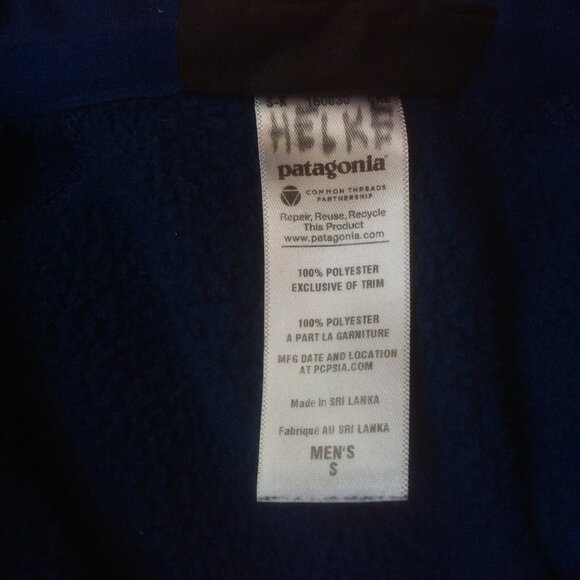 patagonia
COMMON THREADS
PARTNERSHIP
Repair, Reuse, Recycle
This Product
www.patagonia.com
100% POLYESTER
EXCLUSIVE OF TRIM
100% POLYESTER
A PART LA GARNITURE
MFG DATE AND LOCATION
AT PCPSIA.COM
Made in SRI LANKA
Fabriqué AU SRI LANKA
MEN'S
S